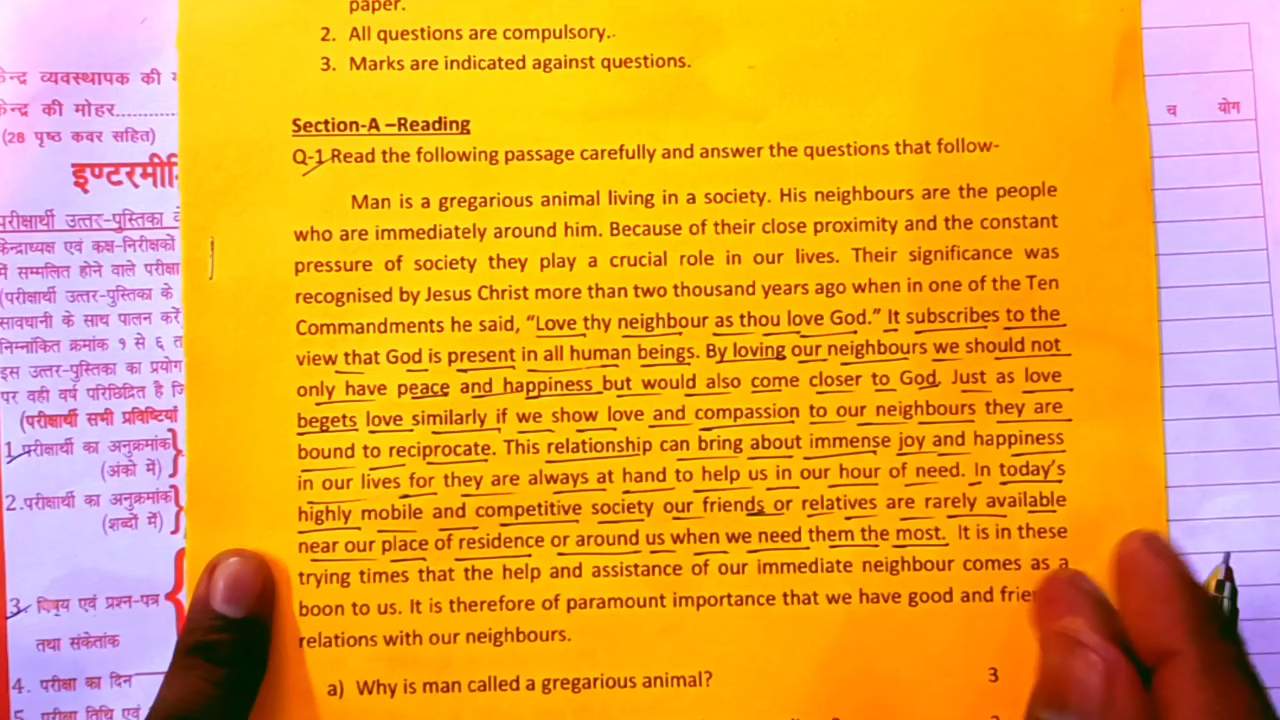 paper.
2. All questions are compulsory..
3. Marks are indicated against questions.
Section-A –Reading
Q-1 Read the following passage carefully and answer the questions that follow-
Man is a gregarious animal living in a society. His neighbours are the people
who are immediately around him. Because of their close proximity and the constant
pressure of society they play a crucial role in our lives. Their significance was
recognised by Jesus Christ more than two thousand years ago when in one of the Ten
Commandments he said, “Love thy neighbour as thou love God.” It subscribes to the
view that God is present in all human beings. By loving our neighbours we should not
only have peace and happiness but would also come closer to God. Just as love
begets love similarly if we show love and compassion to our neighbours they are
bound to reciprocate. This relationship can bring about immense joy and happiness
in our lives for they are always at hand to help us in our hour of need. In today’s
highly mobile and competitive society our friends or relatives are rarely available
near our place of residence or around us when we need them the most. It is in these
trying times that the help and assistance of our immediate neighbour comes as a
boon to us. It is therefore of paramount importance that we have good and
relations with our neighbours.
a) Why is man called a gregarious animal? 3
व्यवस्थापक की
की मोहर..............
(28 पृष्ठ कवर सहित)
परीक्षार्थी उत्तर-पुस्तिका
केन्द्राध्यक्ष एवं कक्ष-निरीक्षको
में सम्मलित होने वाले परीक्षा
(परीक्षार्थी उत्तर-पुस्तिका के
सावधानी के साथ पालन करें
निम्नांकित क्रमांक १ से ६
इस उत्तर-पुस्तिका का प्रयोग
पर वही वर्ष परिछिद्रित है
(परीक्षार्थी सभी प्रविष्टियाँ
1. परीक्षार्थी का अनुक्रमांक
(अंको में)
2. परीक्षार्थी का अनुक्रमांक
(शब्दों में)
3. विषय एवं प्रश्न-पत्र
तथा संकेतांक
4. परीक्षा का दिन
5. परीक्षा तिथि एवं
च योग